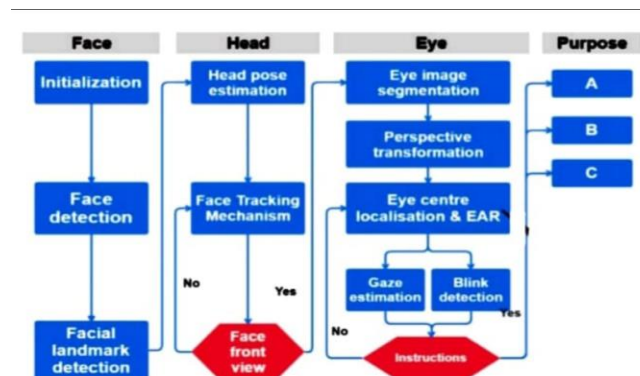 Face
Head
Eye
Purpose
Initialization
Face
detection
Facial
landmark
detection
Head pose
estimation
Face Tracking
Mechanism
No
Yes
Face
front
view
Eye image
segmentation
Perspective
transformation
Eye centre
localisation & EAR
Gaze
estimation
Blink
detection
No
Yes
Instructions
A
B
C